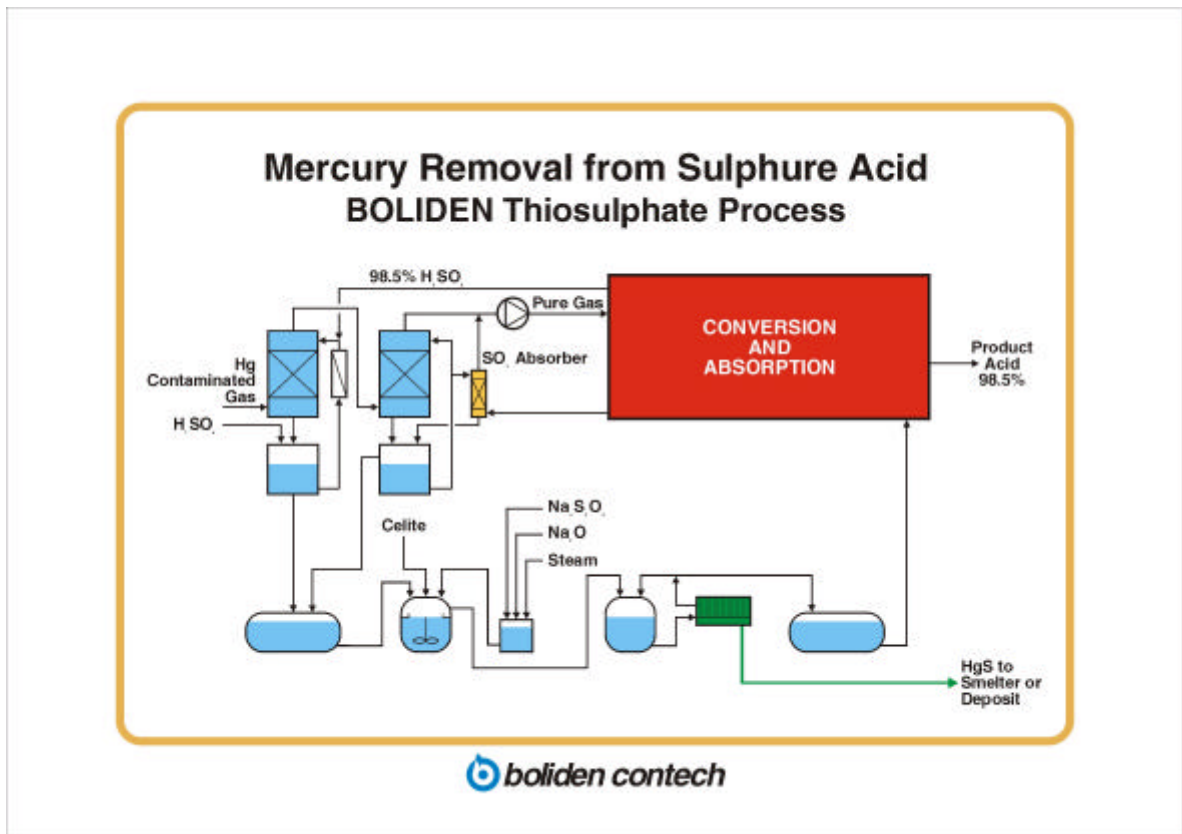 Mercury Removal from Sulphure Acid
BOLIDEN Thiosulphate Process
98.5% H,SO,
Pure Gas
CONVERSION
AND
ABSORPTION
SO, Absorber
Hg
Contaminated
Gas
H,SO,
Product
Acid
98.5%
Na,S,O,
Celite
Na,O
Steam
HgS to
Smelter or
Deposit
boliden contech